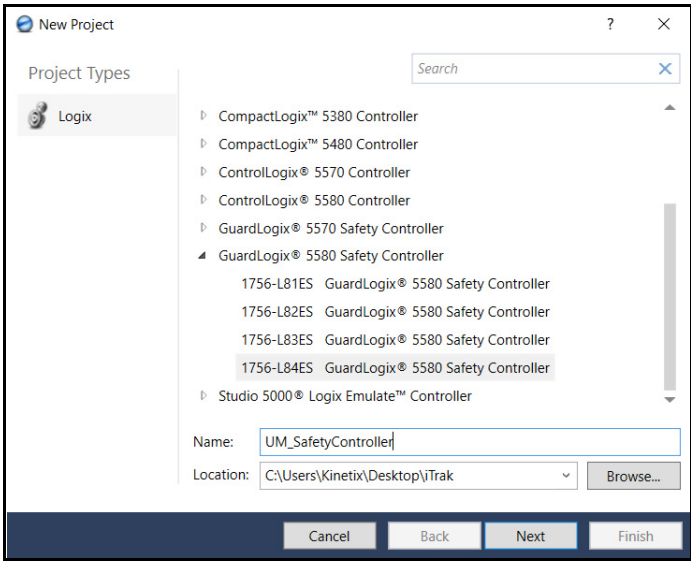 New Project
?
Project Types
Search
Logix
CompactLogix™ 5380 Controller
CompactLogix™ 5480 Controller
ControlLogix® 5570 Controller
ControlLogix® 5580 Controller
GuardLogix® 5570 Safety Controller
GuardLogix® 5580 Safety Controller
1756-L81ES GuardLogix® 5580 Safety Controller
1756-L82ES GuardLogix® 5580 Safety Controller
1756-L83ES GuardLogix® 5580 Safety Controller
1756-L84ES GuardLogix® 5580 Safety Controller
Studio 5000® Logix Emulate™ Controller
Name: UM_SafetyController
Location: C:\Users\Kinetix\Desktop\iTrak Browse...
Cancel Back Next Finish